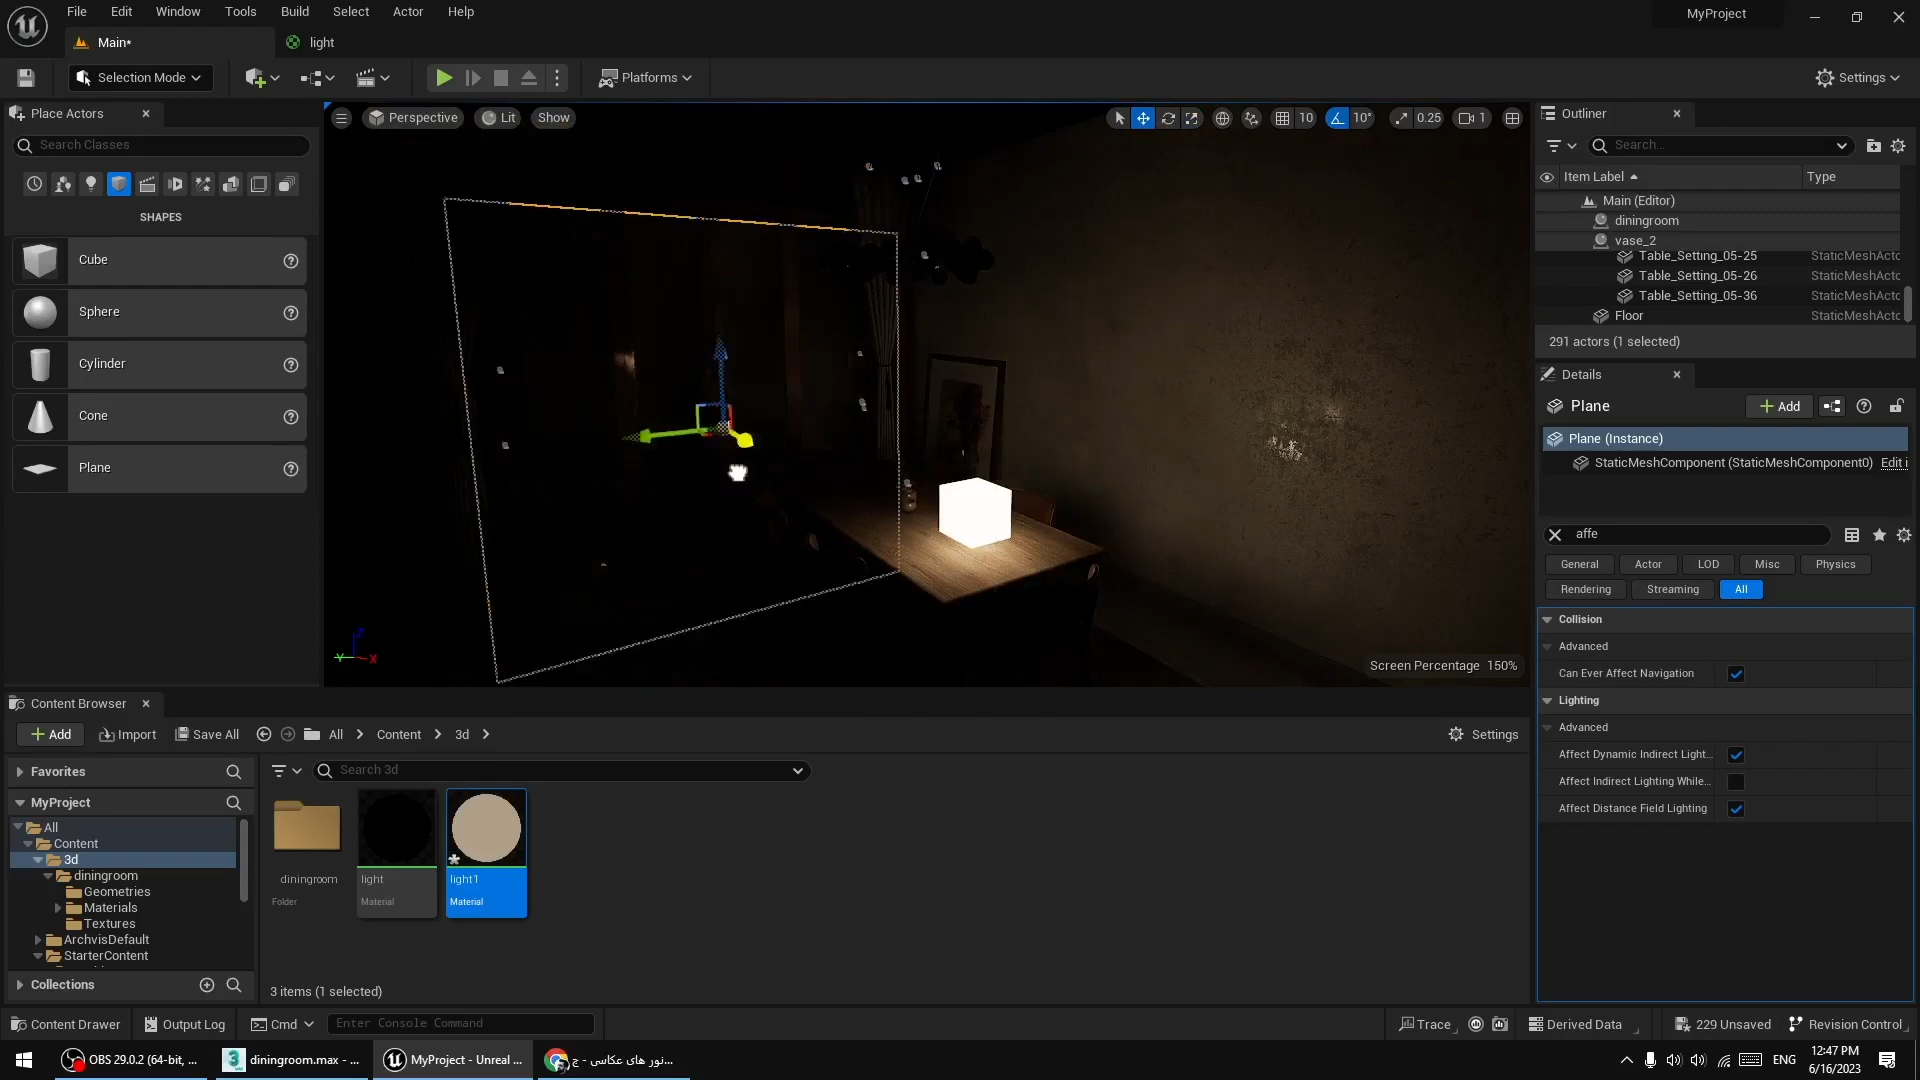 File Edit Window Tools Build Select Actor Help
MyProject
Main*
light
Selection Mode
Platforms
Settings
Place Actors
Search Classes
SHAPES
Cube
Sphere
Cylinder
Cone
Plane
Perspective
Lit
Show
10
10°
0.25
1
Screen Percentage 150%
Outliner
Search...
Item Label
Type
Main (Editor)
diningroom
vase_2
Table_Setting_05-25 StaticMeshActo
Table_Setting_05-26 StaticMeshActo
Table_Setting_05-36 StaticMeshActo
Floor StaticMeshActo
291 actors (1 selected)
Details
Plane
Add
Plane (Instance)
StaticMeshComponent (StaticMeshComponent0) Edit i
affe
General Actor LOD Misc Physics
Rendering Streaming All
Collision
Advanced
Can Ever Affect Navigation
Lighting
Advanced
Affect Dynamic Indirect Light...
Affect Indirect Lighting While...
Affect Distance Field Lighting
Content Browser
Add
Import
Save All
All
Content
3d
Settings
Favorites
MyProject
All
Content
3d
diningroom
Geometries
Materials
Textures
ArchvisDefault
StarterContent
Collections
Search 3d
diningroom
Folder
light
Material
light1
Material
3 items (1 selected)
Content Drawer
Output Log
Cmd
Enter Console Command
Trace
Derived Data
229 Unsaved
Revision Control
OBS 29.0.2 (64-bit, ...
diningroom.max - ...
MyProject - Unreal ...
نور های عکاسی - ج...
ENG
12:47 PM
6/16/2023